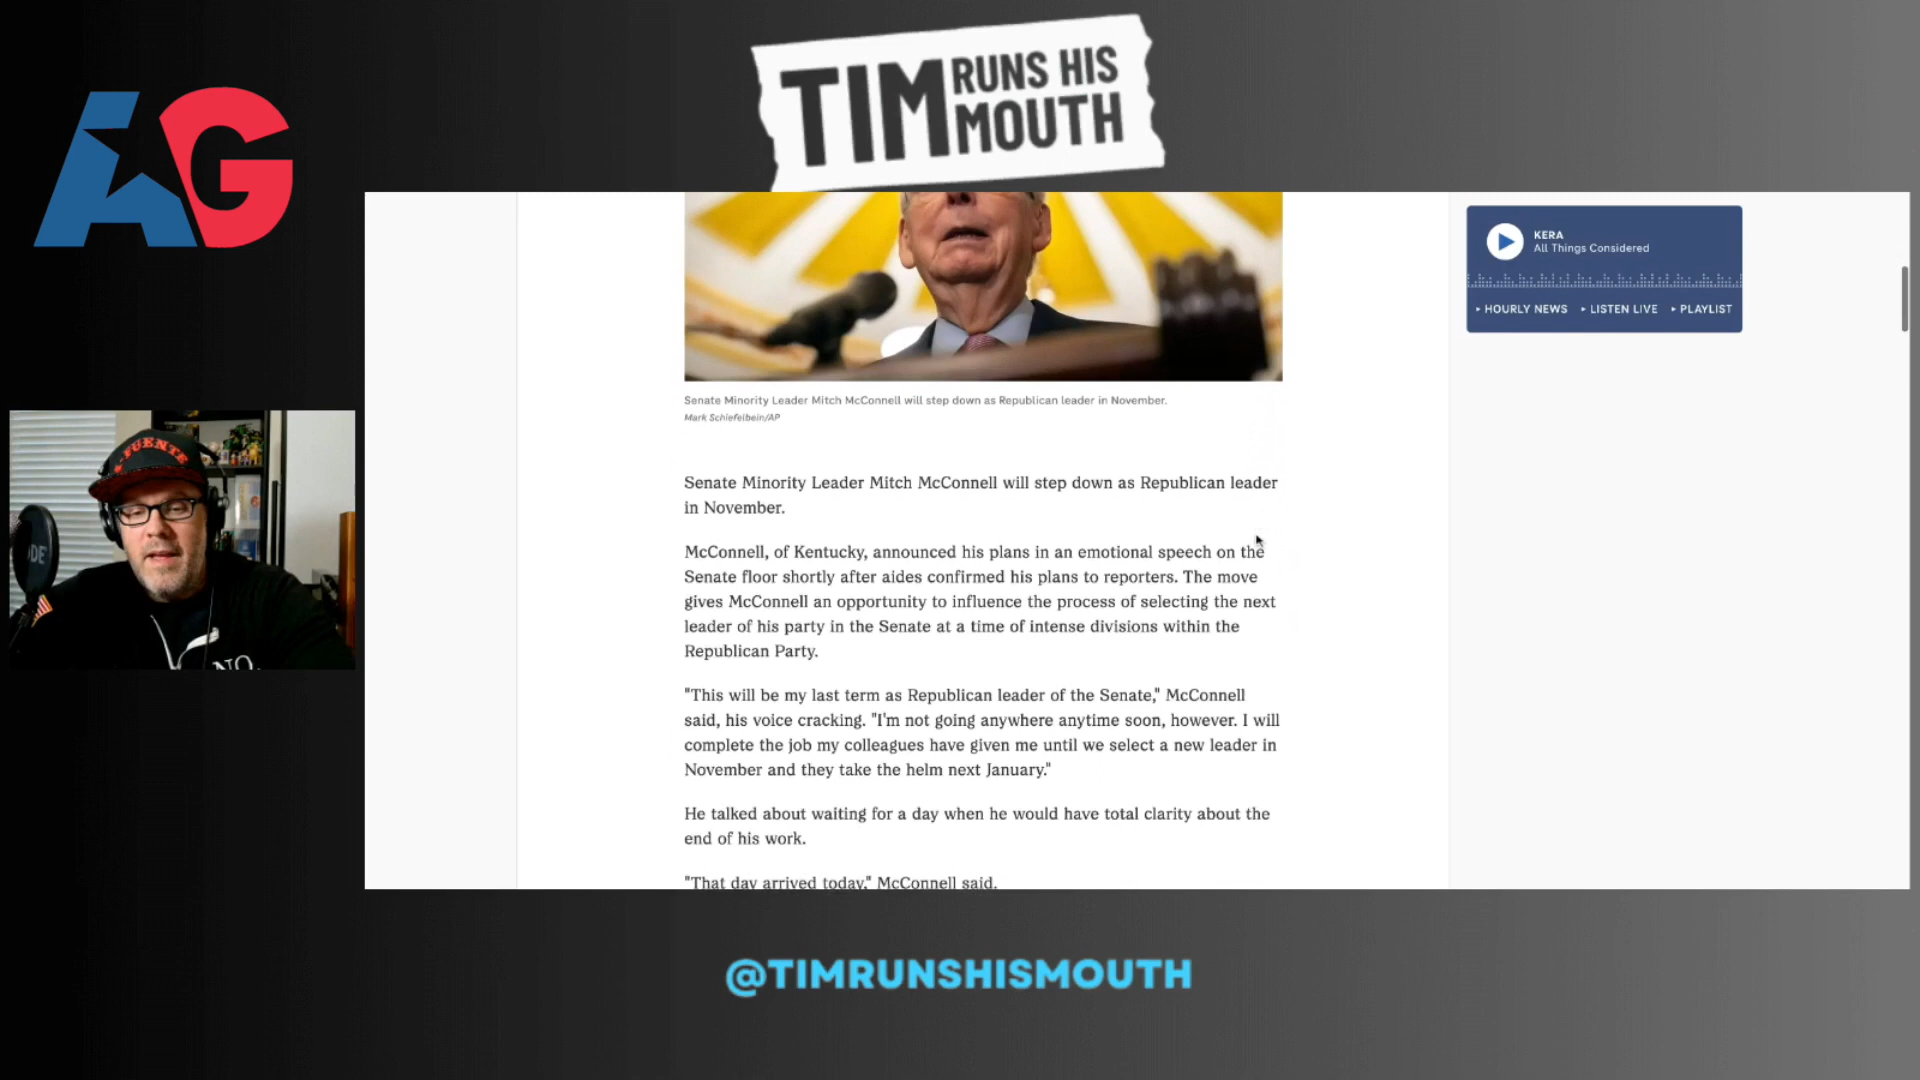 TIM RUNS HIS
MOUTH
AG
KERA
All Things Considered
▸ HOURLY NEWS ▸ LISTEN LIVE ▸ PLAYLIST
Senate Minority Leader Mitch McConnell will step down as Republican leader in November.
Mark Schiefelbein/AP
Senate Minority Leader Mitch McConnell will step down as Republican leader
in November.
McConnell, of Kentucky, announced his plans in an emotional speech on the
Senate floor shortly after aides confirmed his plans to reporters. The move
gives McConnell an opportunity to influence the process of selecting the next
leader of his party in the Senate at a time of intense divisions within the
Republican Party.
"This will be my last term as Republican leader of the Senate," McConnell
said, his voice cracking. "I'm not going anywhere anytime soon, however. I will
complete the job my colleagues have given me until we select a new leader in
November and they take the helm next January."
He talked about waiting for a day when he would have total clarity about the
end of his work.
"That day arrived today," McConnell said.
FUENTE
NO.
@TIMRUNSHISMOUTH